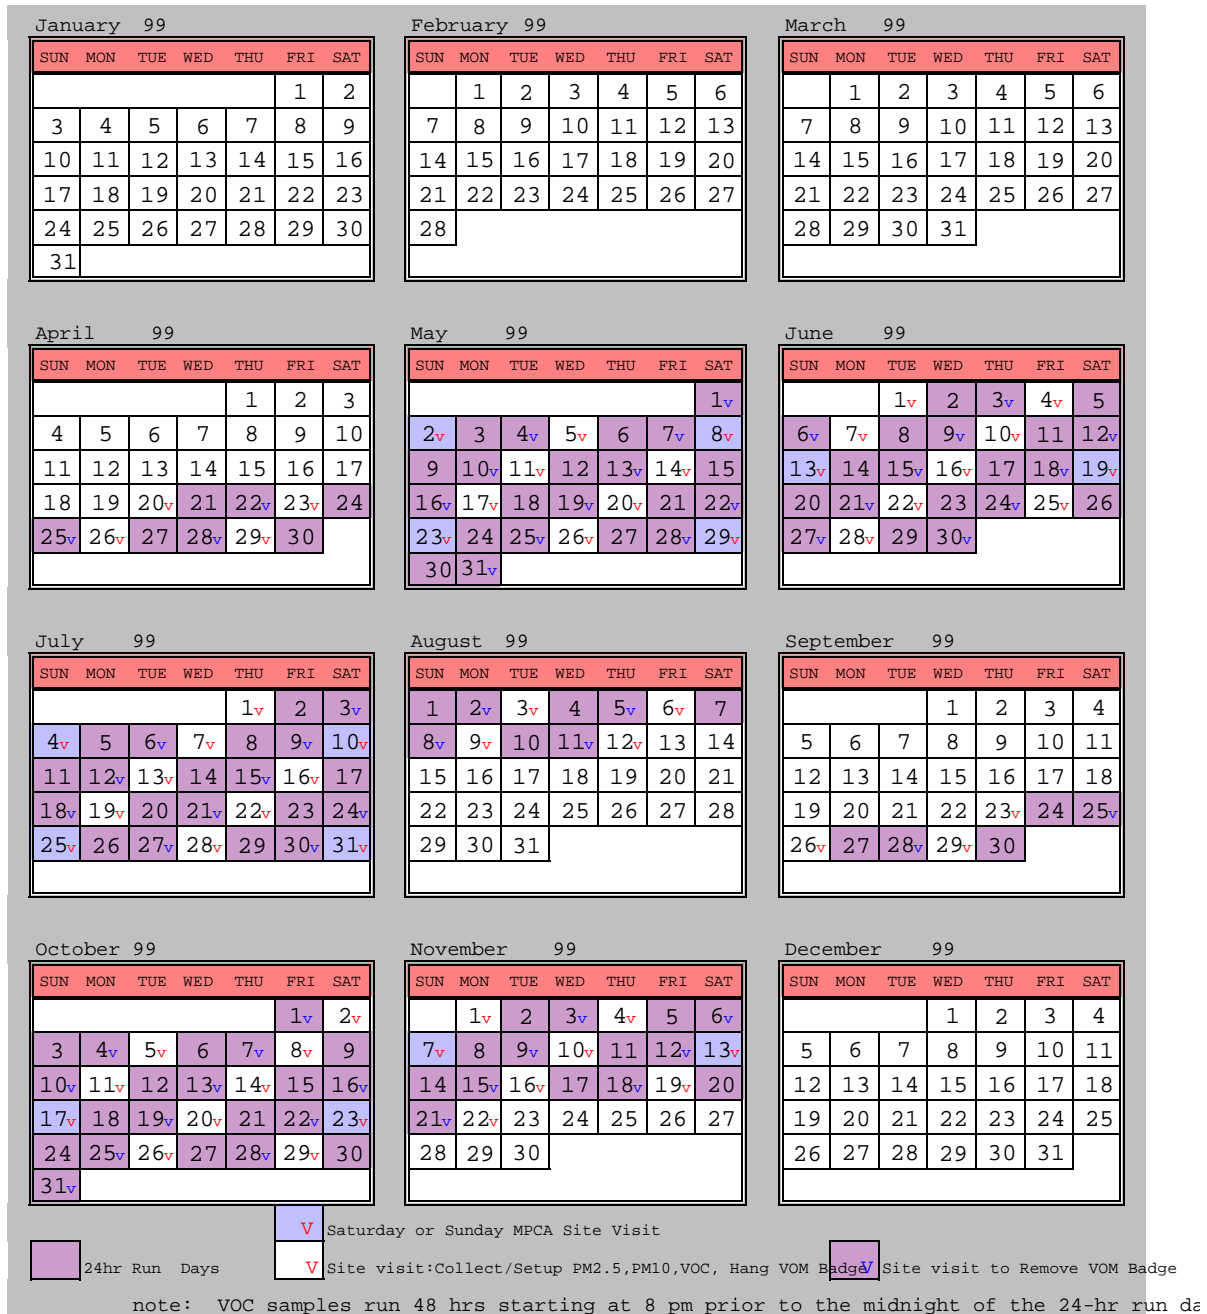 January 99 February 99 March 99
SUN MON TUE WED THU FRI SAT SUN MON TUE WED THU FRI SAT SUN MON TUE WED THU FRI SAT
1 2 1 2 3 4 5 6 1 2 3 4 5 6
3 4 5 6 7 8 9 7 8 9 10 11 12 13 7 8 9 10 11 12 13
10 11 12 13 14 15 16 14 15 16 17 18 19 20 14 15 16 17 18 19 20
17 18 19 20 21 22 23 21 22 23 24 25 26 27 21 22 23 24 25 26 27
24 25 26 27 28 29 30 28 28 29 30 31
31
April 99 May 99 June 99
SUN MON TUE WED THU FRI SAT SUN MON TUE WED THU FRI SAT SUN MON TUE WED THU FRI SAT
1 2 3 1v 1v 2 3v 4v 5
4 5 6 7 8 9 10 2v 3 4v 5v 6 7v 8v 6v 7v 8 9v 10v 11 12v
11 12 13 14 15 16 17 9 10v 11v 12 13v 14v 15 13v 14 15v 16v 17 18v 19v
18 19 20v 21 22v 23v 24 16v 17v 18 19v 20v 21 22v 20 21v 22v 23 24v 25v 26
25v 26v 27 28v 29v 30 23v 24 25v 26v 27 28v 29v 27v 28v 29 30v
30 31v
July 99 August 99 September 99
SUN MON TUE WED THU FRI SAT SUN MON TUE WED THU FRI SAT SUN MON TUE WED THU FRI SAT
1v 2 3v 1 2v 3v 4 5v 6v 7 1 2 3 4
4v 5 6v 7v 8 9v 10v 8v 9v 10 11v 12v 13 14 5 6 7 8 9 10 11
11 12v 13v 14 15v 16v 17 15 16 17 18 19 20 21 12 13 14 15 16 17 18
18v 19v 20 21v 22v 23 24v 22 23 24 25 26 27 28 19 20 21 22 23v 24 25v
25v 26 27v 28v 29 30v 31v 29 30 31 26v 27 28v 29v 30
October 99 November 99 December 99
SUN MON TUE WED THU FRI SAT SUN MON TUE WED THU FRI SAT SUN MON TUE WED THU FRI SAT
1v 2v 1v 2 3v 4v 5 6v 1 2 3 4
3 4v 5v 6 7v 8v 9 7v 8 9v 10v 11 12v 13v 5 6 7 8 9 10 11
10v 11v 12 13v 14v 15 16v 14 15v 16v 17 18v 19v 20 12 13 14 15 16 17 18
17v 18 19v 20v 21 22v 23v 21v 22v 23 24 25 26 27 19 20 21 22 23 24 25
24 25v 26v 27 28v 29v 30 28 29 30 26 27 28 29 30 31
31v
V Saturday or Sunday MPCA Site Visit
24hr Run Days V Site visit:Collect/Setup PM2.5,PM10,VOC, Hang VOM Badge V Site visit to Remove VOM Badge
note: VOC samples run 48 hrs starting at 8 pm prior to the midnight of the 24-hr run da